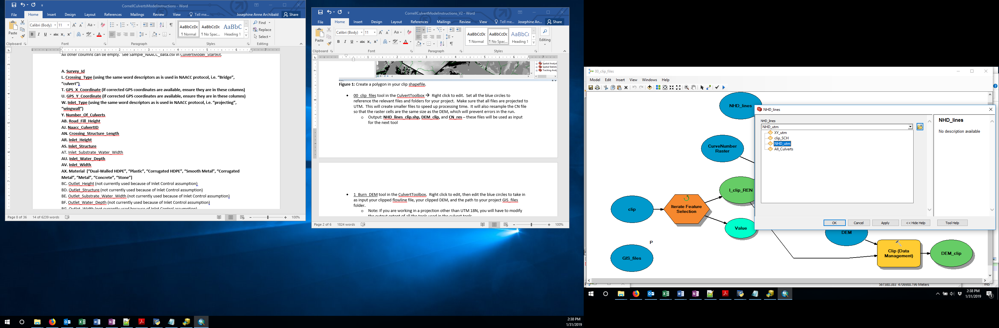 CornellCulvertsModelInstructions - Word
File Home Insert Design Layout References Mailings Review View Tell me... Josephine Anne Archibald Share
Calibri (Body) 11
Paste
AaBbCcDc AaBbCcDc AaBbC
¶ Normal ¶ No Spac... Heading 1
Find
Replace
Select
Clipboard Font Paragraph Styles Editing
All other columns can be empty. See Sample_NAACC_data.csv in CulvertModel_StartKit.
A. Survey_Id
L. Crossing_Type (using the same word descriptors as is used in NAACC protocol, i.e. “Bridge”,
“culvert”)
T. GPS_X_Coordinate (if corrected GPS coordinates are available, ensure they are in these columns)
U. GPS_Y_Coordinate (if corrected GPS coordinates are available, ensure they are in these columns)
W. Inlet_Type (using the same word descriptors as is used in NAACC protocol, i.e. “projecting”,
“wingwall”)
Y. Number_Of_Culverts
AB. Road_Fill_Height
AJ. Naacc_CulvertID
AN. Crossing_Structure_Length
AR. Inlet_Height
AS. Inlet_Structure
AT. Inlet_Substrate_Water_Width
AU. Inlet_Water_Depth
AV. Inlet_Width
AX. Material [“Dual-Walled HDPE”, “Plastic”, “Corrugated HDPE”, “Smooth Metal”, “Corrugated
Metal”, “Metal”, “Concrete”, “Stone”]
BC. Outlet_Height (not currently used because of Inlet Control assumption)
BD. Outlet_Structure (not currently used because of Inlet Control assumption)
BE. Outlet_Substrate_Water_Width (not currently used because of Inlet Control assumption)
BF. Outlet_Water_Depth (not currently used because of Inlet Control assumption)
BG. Outlet_Width (not currently used because of Inlet Control assumption)
Page 8 of 36 14 of 6239 words 100%
CornellCulvertModelInstructions_V2 - Word
File Home Insert Design Layout References Mailings Review View Tell me... Josephine An... Share
Calibri (Body) 11
Paste
AaBbCcDc AaBbCcDc AaBbCc
¶ Normal ¶ No Spac... Heading 1
Editing
Clipboard Font Paragraph Styles
Spatial Analyst
Spatial Statistic
Tracking Analy
Figure 1: Create a polygon in your clip shapefile.
• 00_clip_files tool in the CulvertToolbox → Right click to edit. Set all the blue circles to
reference the relevant files and folders for your project. Make sure that all files are projected to
UTM. This will create smaller files to speed up processing time. It will also resample the CN file
so that the raster cells are the same size as the DEM, which will prevent errors in the run.
o Output: NHD_lines_clip.shp, DEM_clip, and CN_res – these files will be used as input
for the next tool
• 1_Burn_DEM tool in the CulvertToolbox. Right click to edit, then edit the blue circles to take in
as input your clipped flowline file, your clipped DEM, and the path to your project GIS_files
folder.
o Note: If you are working in a projection other than UTM 18N, you will have to modify
the output extent of all the tools used in the culvert tools
Page 2 of 6 1824 words 100%
00_clip_files
Model Edit Insert View Windows Help
NHD_lines
CurveNumber
Raster
I_clip_REN
clip
Iterate Feature
Selection
Value
P
GIS_files
DEM
Clip (Data
Management)
DEM_clip
NHD_lines
NHD_lines
NHD_utm
XY_utm
clip_SCH
NHD_utm
All_Culverts
OK Cancel Apply << Hide Help Tool Help
NHD_lines
No description available
561580.383 4706988.196 Meters
INS
2:38 PM
1/31/2019
2:38 PM
1/31/2019